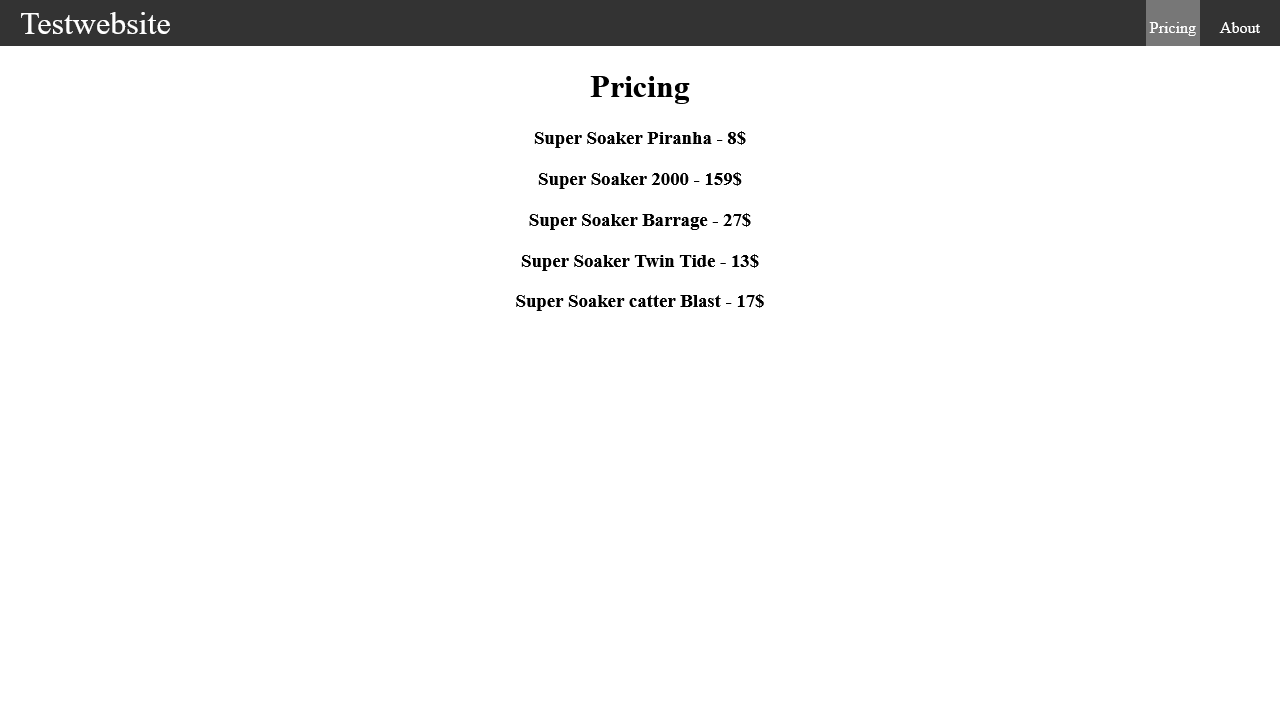 Testwebsite
Pricing
About
Pricing
Super Soaker Piranha - 8$
Super Soaker 2000 - 159$
Super Soaker Barrage - 27$
Super Soaker Twin Tide - 13$
Super Soaker catter Blast - 17$